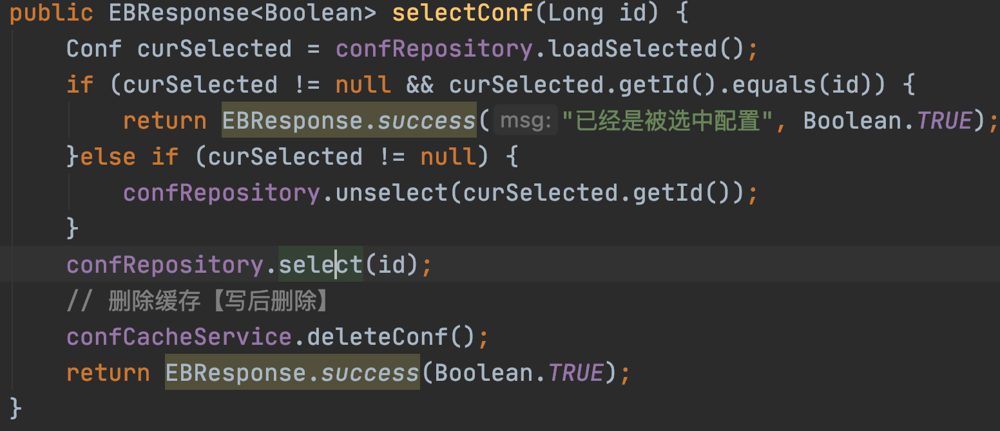 public EBResponse<Boolean> selectConf(Long id) {
Conf curSelected = confRepository.loadSelected();
if (curSelected != null && curSelected.getId().equals(id)) {
return EBResponse.success( msg: "已经是被选中配置", Boolean.TRUE);
}else if (curSelected != null) {
confRepository.unselect(curSelected.getId());
}
confRepository.select(id);
// 删除缓存【写后删除】
confCacheService.deleteConf();
return EBResponse.success(Boolean.TRUE);
}